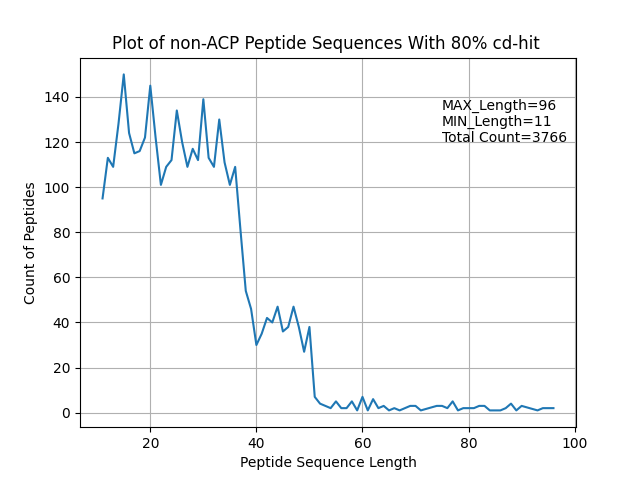 Plot of non-ACP Peptide Sequences With 80% cd-hit
MAX_Length=96
MIN_Length=11
Total Count=3766
Count of Peptides
140
120
100
80
60
40
20
0
20 40 60 80 100
Peptide Sequence Length